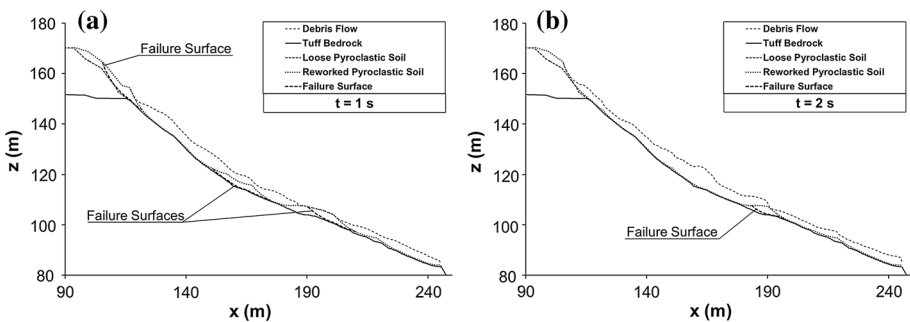 (a)
180
160
140
120
100
80
z (m)
90
140
190
240
x (m)
Failure Surface
Failure Surfaces
Debris Flow
Tuff Bedrock
Loose Pyroclastic Soil
Reworked Pyroclastic Soil
Failure Surface
t = 1 s
(b)
180
160
140
120
100
80
z (m)
90
140
190
240
x (m)
Failure Surface
Debris Flow
Tuff Bedrock
Loose Pyroclastic Soil
Reworked Pyroclastic Soil
Failure Surface
t = 2 s